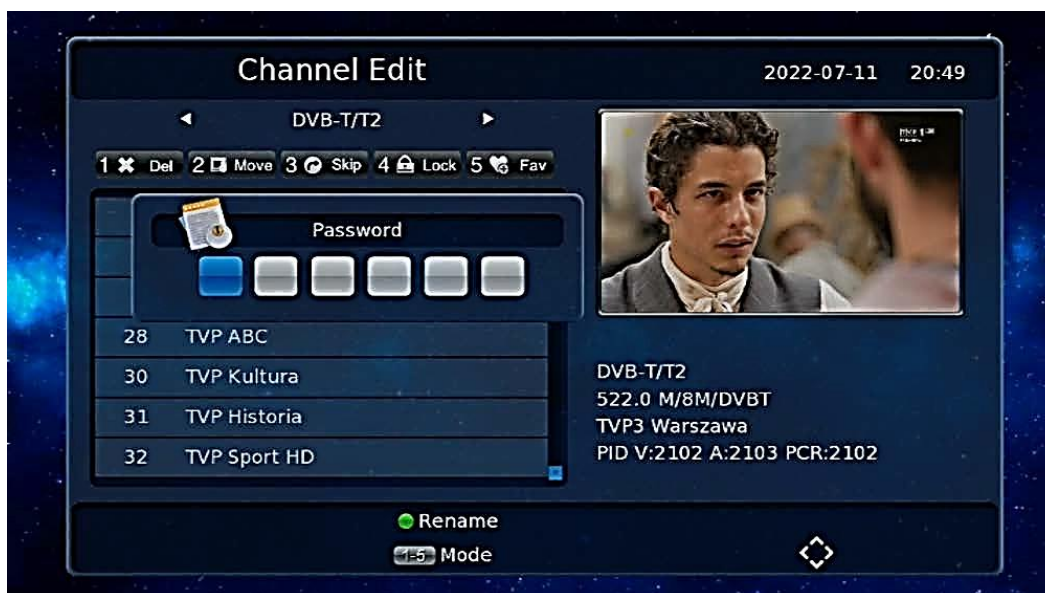 Channel Edit
2022-07-11 20:49
DVB-T/T2
1 Del 2 Move 3 Skip 4 Lock 5 Fav
Password
28 TVP ABC
30 TVP Kultura
31 TVP Historia
32 TVP Sport HD
DVB-T/T2
522.0 M/8M/DVBT
TVP3 Warszawa
PID V:2102 A:2103 PCR:2102
Rename
1-5 Mode